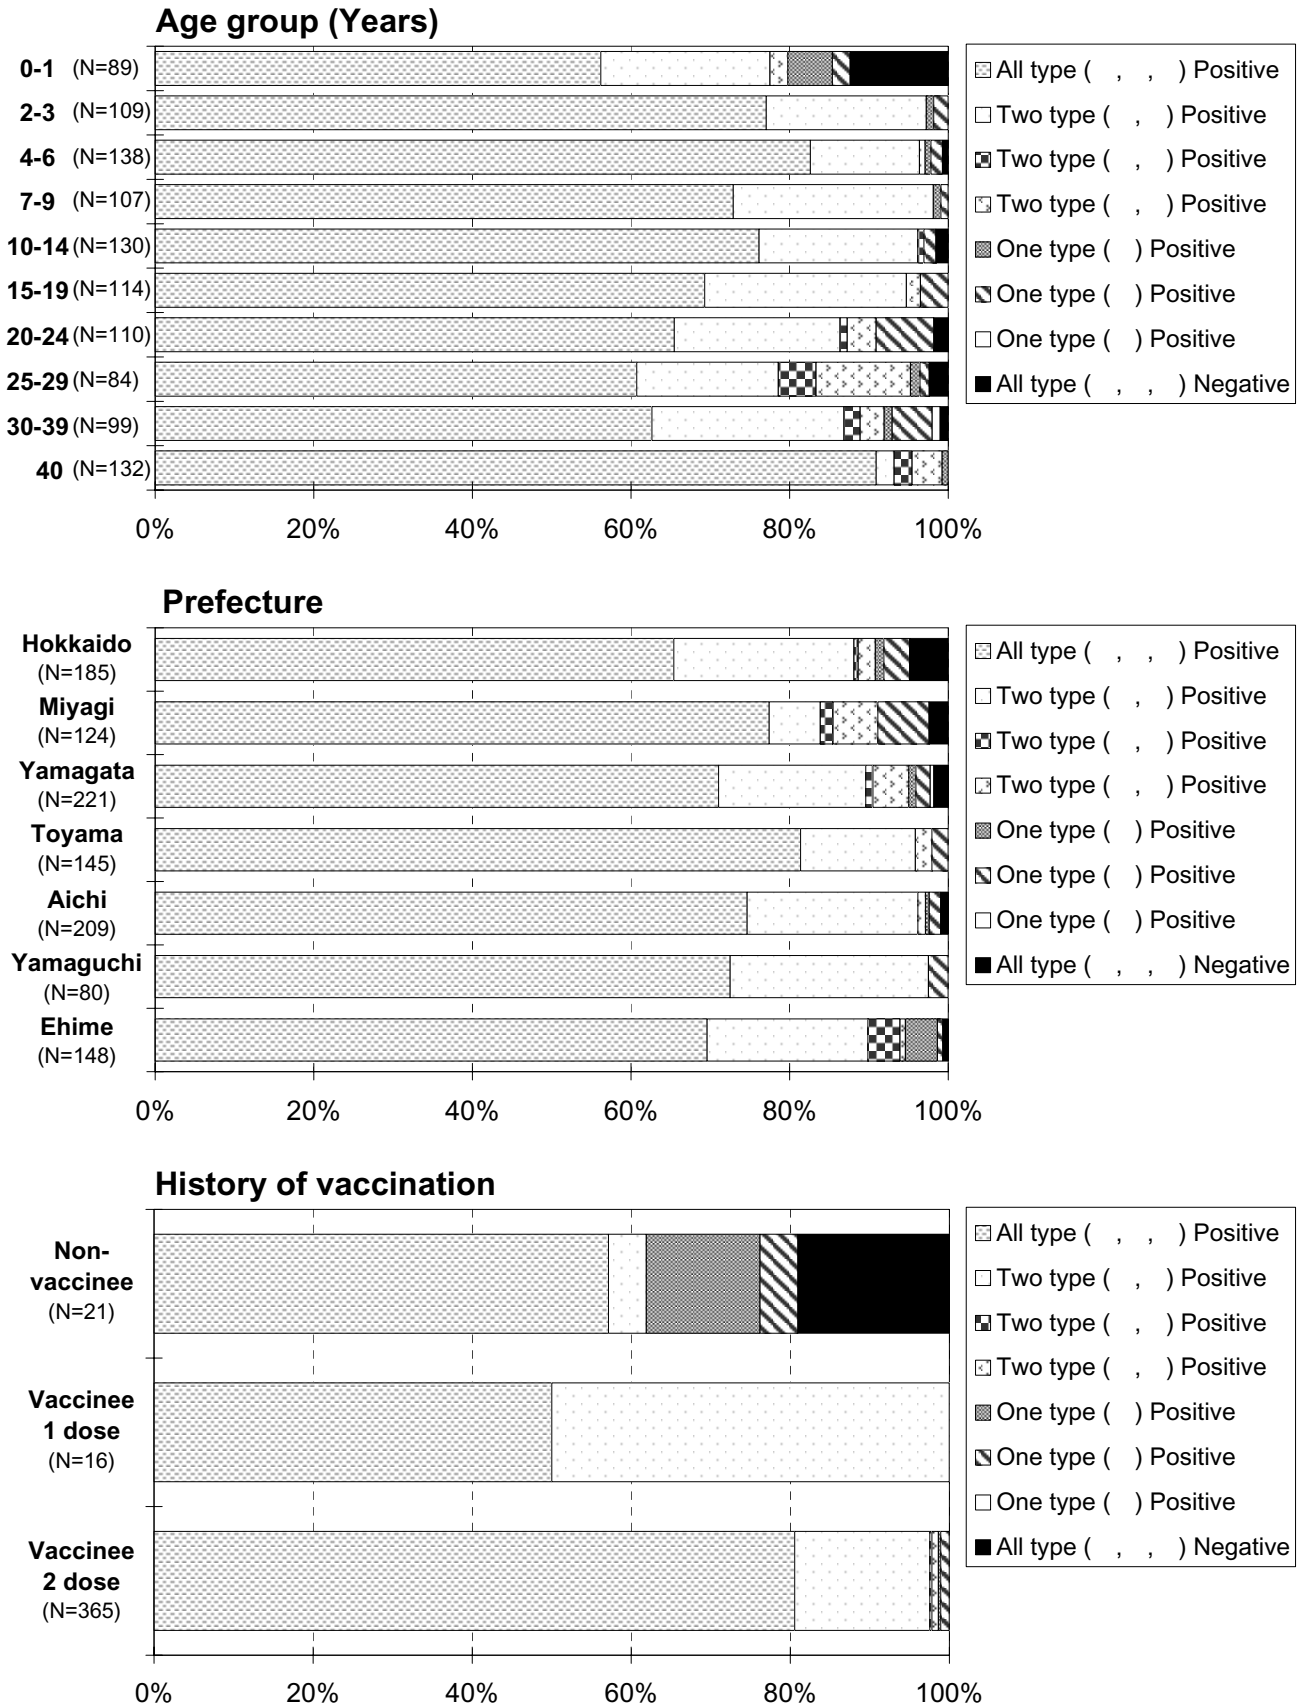 Age group (Years)
0-1 (N=89)
2-3 (N=109)
4-6 (N=138)
7-9 (N=107)
10-14 (N=130)
15-19 (N=114)
20-24 (N=110)
25-29 (N=84)
30-39 (N=99)
40 (N=132)
0% 20% 40% 60% 80% 100%
All type ( , , ) Positive
Two type ( , ) Positive
Two type ( , ) Positive
Two type ( , ) Positive
One type ( ) Positive
One type ( ) Positive
One type ( ) Positive
All type ( , , ) Negative
Prefecture
Hokkaido
(N=185)
Miyagi
(N=124)
Yamagata
(N=221)
Toyama
(N=145)
Aichi
(N=209)
Yamaguchi
(N=80)
Ehime
(N=148)
0% 20% 40% 60% 80% 100%
All type ( , , ) Positive
Two type ( , ) Positive
Two type ( , ) Positive
Two type ( , ) Positive
One type ( ) Positive
One type ( ) Positive
One type ( ) Positive
All type ( , , ) Negative
History of vaccination
Non-
vaccinee
(N=21)
Vaccinee
1 dose
(N=16)
Vaccinee
2 dose
(N=365)
0% 20% 40% 60% 80% 100%
All type ( , , ) Positive
Two type ( , ) Positive
Two type ( , ) Positive
Two type ( , ) Positive
One type ( ) Positive
One type ( ) Positive
One type ( ) Positive
All type ( , , ) Negative